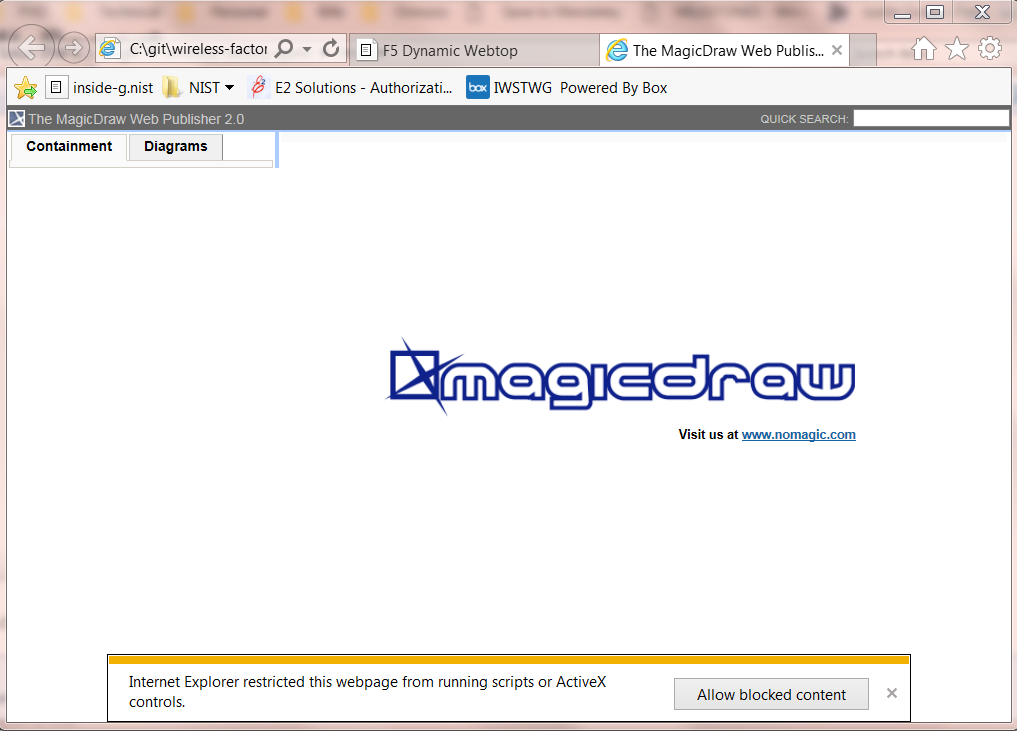 C:\git\wireless-factor
F5 Dynamic Webtop
The MagicDraw Web Publis...
inside-g.nist
NIST
E2 Solutions - Authorizati...
box
IWSTWG Powered By Box
The MagicDraw Web Publisher 2.0
QUICK SEARCH:
Containment
Diagrams
magicdraw
Visit us at www.nomagic.com
Internet Explorer restricted this webpage from running scripts or ActiveX
controls.
Allow blocked content